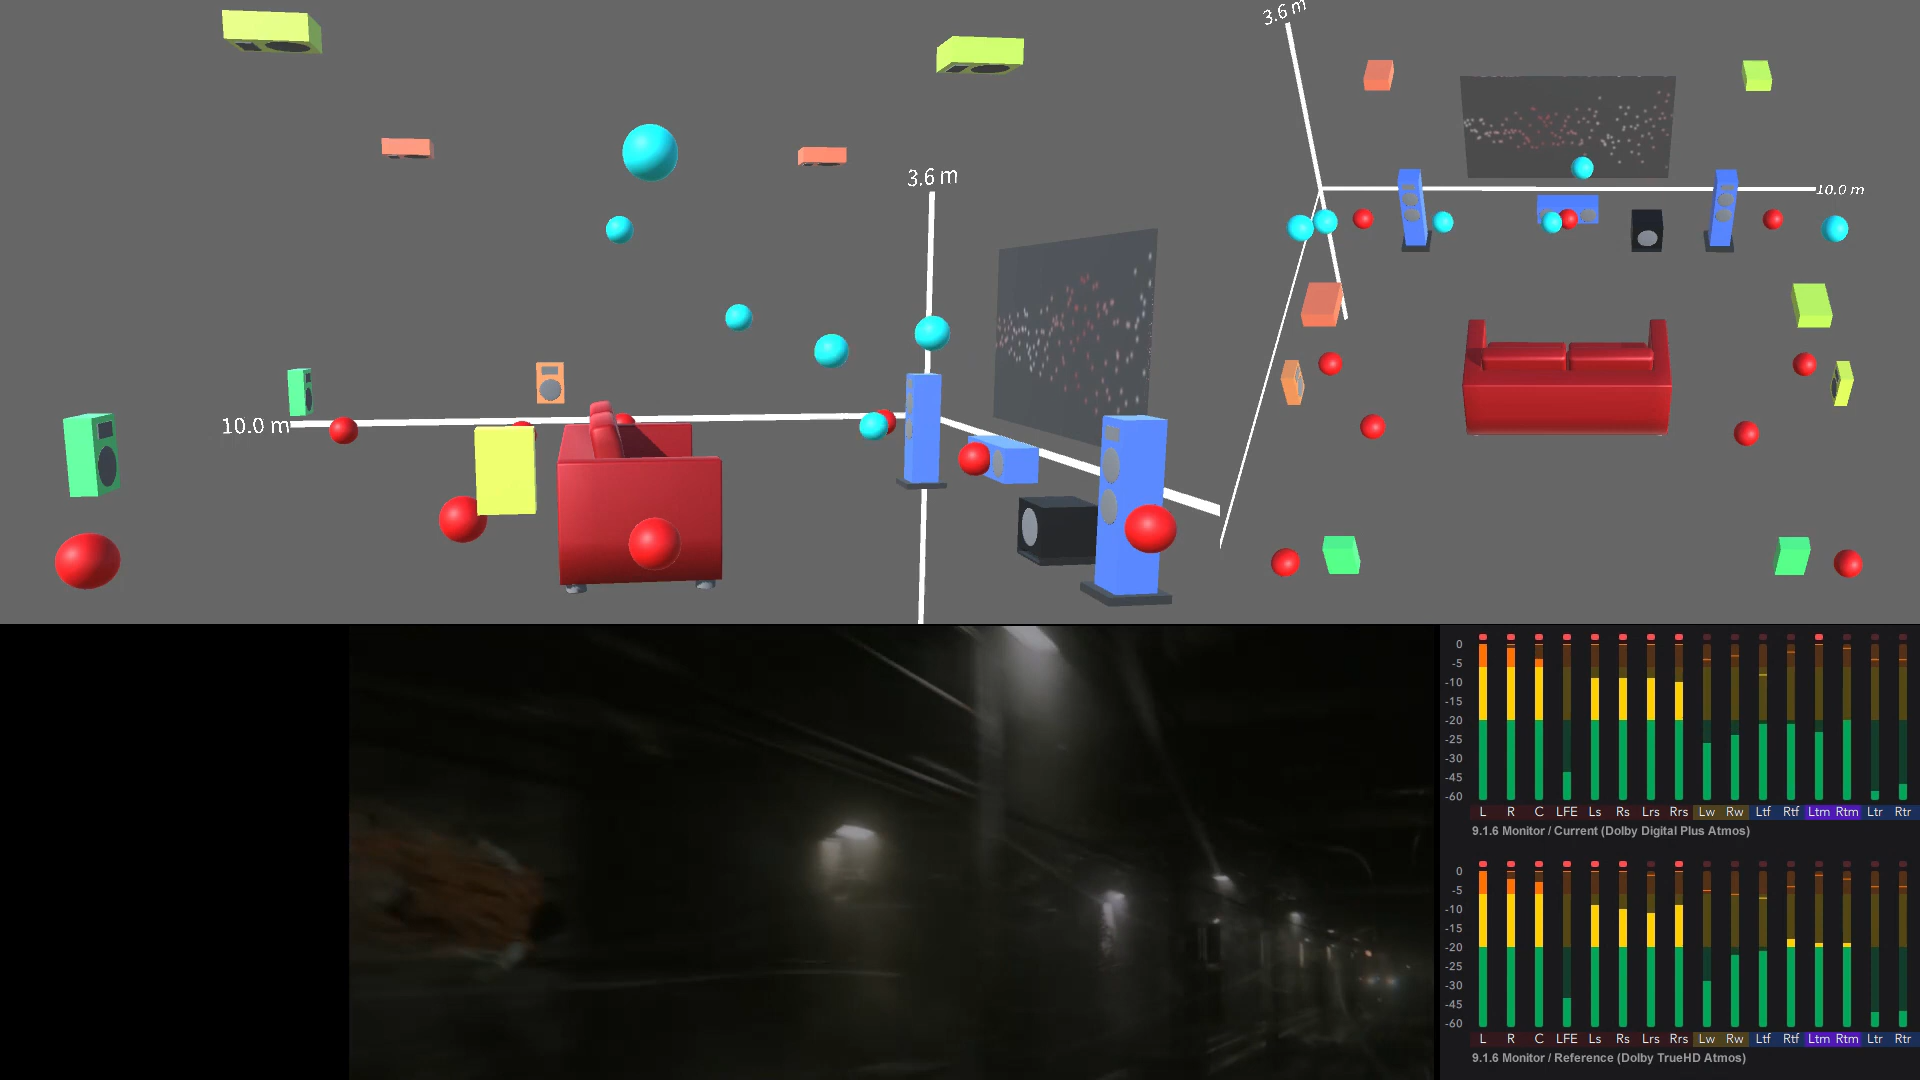 3.6 m
3.6 m
10.0 m
10.0 m
0
-5
-10
-15
-20
-25
-30
-45
-60
L R C LFE Ls Rs Lrs Rrs Lw Rw Ltf Rtf Ltm Rtm Ltr Rtr
9.1.6 Monitor / Current (Dolby Digital Plus Atmos)
0
-5
-10
-15
-20
-25
-30
-45
-60
L R C LFE Ls Rs Lrs Rrs Lw Rw Ltf Rtf Ltm Rtm Ltr Rtr
9.1.6 Monitor / Reference (Dolby TrueHD Atmos)